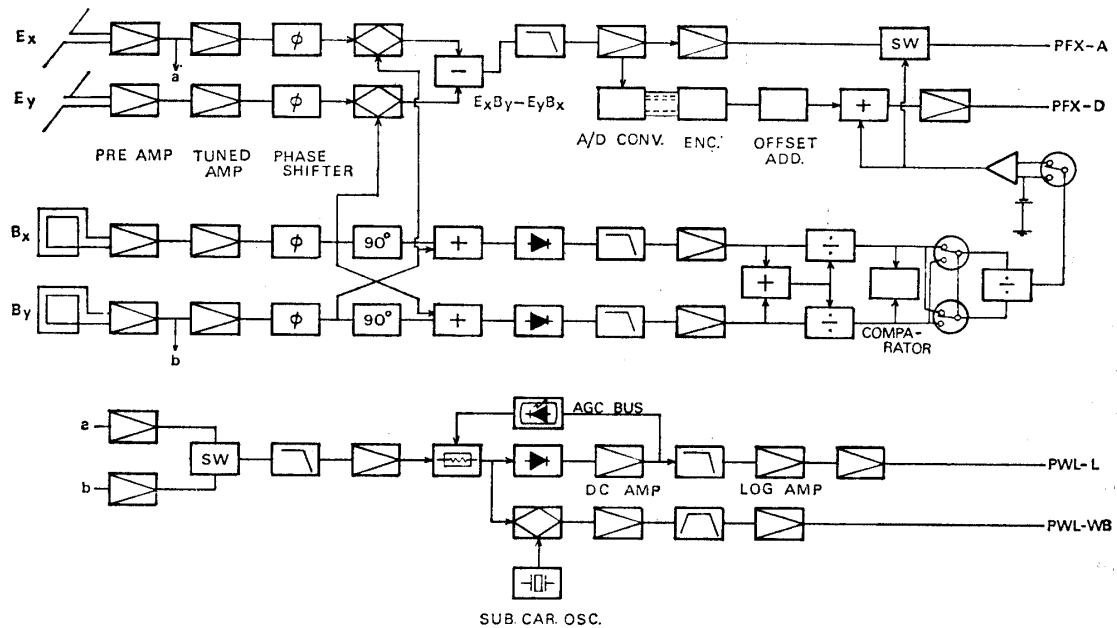 Ex
a
ϕ
−
SW
PFX-A
Ey
ϕ
ExBy−EyBx
+
PFX-D
PRE AMP
TUNED AMP
PHASE SHIFTER
A/D CONV.
ENC.
OFFSET ADD.
Bx
ϕ
90°
+
÷
+
÷
By
b
ϕ
90°
+
÷
COMPA-
RATOR
a
b
SW
AGC BUS
DC AMP
LOG AMP
PWL-L
PWL-WB
SUB. CAR. OSC.